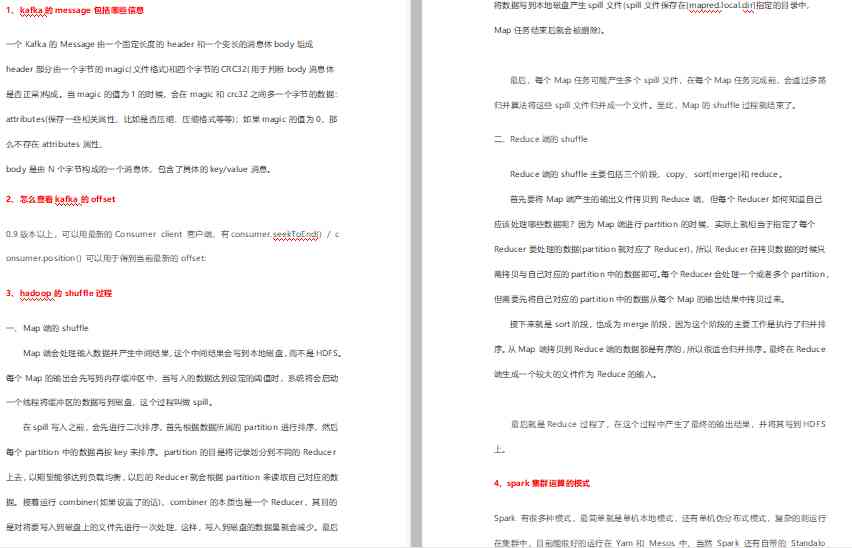 1、kafka 的 message 包括哪些信息
一个 Kafka 的 Message 由一个固定长度的 header 和一个变长的消息体 body 组成
header 部分由一个字节的 magic(文件格式)和四个字节的 CRC32(用于判断 body 消息体
是否正常)构成。当 magic 的值为 1 的时候，会在 magic 和 crc32 之间多一个字节的数据：
attributes(保存一些相关属性，比如是否压缩、压缩格式等等)；如果 magic 的值为 0，那
么不存在 attributes 属性。
body 是由 N 个字节构成的一个消息体，包含了具体的 key/value 消息。
2、怎么查看 kafka 的 offset
0.9 版本以上，可以用最新的 Consumer client 客户端，有 consumer.seekToEnd() / c
onsumer.position() 可以用于得到当前最新的 offset:
3、hadoop 的 shuffle 过程
一、Map 端的 shuffle
Map 端会处理输入数据并产生中间结果，这个中间结果会写到本地磁盘，而不是 HDFS。
每个 Map 的输出会先写到内存缓冲区中，当写入的数据达到设定的阈值时，系统将会启动
一个线程将缓冲区的数据写到磁盘，这个过程叫做 spill。
在 spill 写入之前，会先进行二次排序，首先根据数据所属的 partition 进行排序，然后
每个 partition 中的数据再按 key 来排序。partition 的目是将记录划分到不同的 Reducer
上去，以期望能够达到负载均衡，以后的 Reducer 就会根据 partition 来读取自己对应的数
据。接着运行 combiner(如果设置了的话)，combiner 的本质也是一个 Reducer，其目的
是对将要写入到磁盘上的文件先进行一次处理，这样，写入到磁盘的数据量就会减少。最后
将数据写到本地磁盘产生 spill 文件(spill 文件保存在{mapred.local.dir}指定的目录中，
Map 任务结束后就会被删除)。
最后，每个 Map 任务可能产生多个 spill 文件，在每个 Map 任务完成前，会通过多路
归并算法将这些 spill 文件归并成一个文件。至此，Map 的 shuffle 过程就结束了。
二、Reduce 端的 shuffle
Reduce 端的 shuffle 主要包括三个阶段，copy、sort(merge)和 reduce。
首先要将 Map 端产生的输出文件拷贝到 Reduce 端，但每个 Reducer 如何知道自己
应该处理哪些数据呢？因为 Map 端进行 partition 的时候，实际上就相当于指定了每个
Reducer 要处理的数据(partition 就对应了 Reducer)，所以 Reducer 在拷贝数据的时候只
需拷贝与自己对应的 partition 中的数据即可。每个 Reducer 会处理一个或者多个 partition，
但需要先将自己对应的 partition 中的数据从每个 Map 的输出结果中拷贝过来。
接下来就是 sort 阶段，也成为 merge 阶段，因为这个阶段的主要工作是执行了归并排
序。从 Map 端拷贝到 Reduce 端的数据都是有序的，所以很适合归并排序。最终在 Reduce
端生成一个较大的文件作为 Reduce 的输入。
最后就是 Reduce 过程了，在这个过程中产生了最终的输出结果，并将其写到 HDFS
上。
4、spark 集群运算的模式
Spark 有很多种模式，最简单就是单机本地模式，还有单机伪分布式模式，复杂的则运行
在集群中，目前能很好的运行在 Yarn 和 Mesos 中，当然 Spark 还有自带的 Standalo